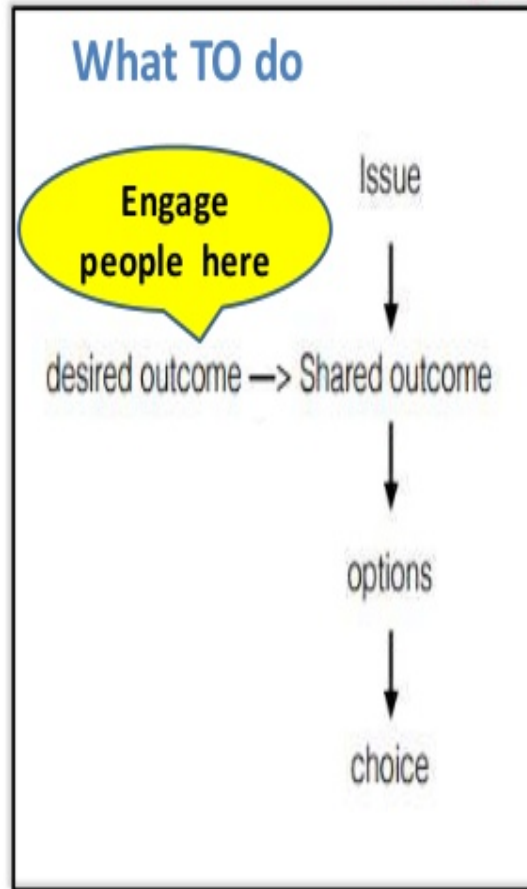 What TO do
Engage
people here
Issue
desired outcome —> Shared outcome
options
choice